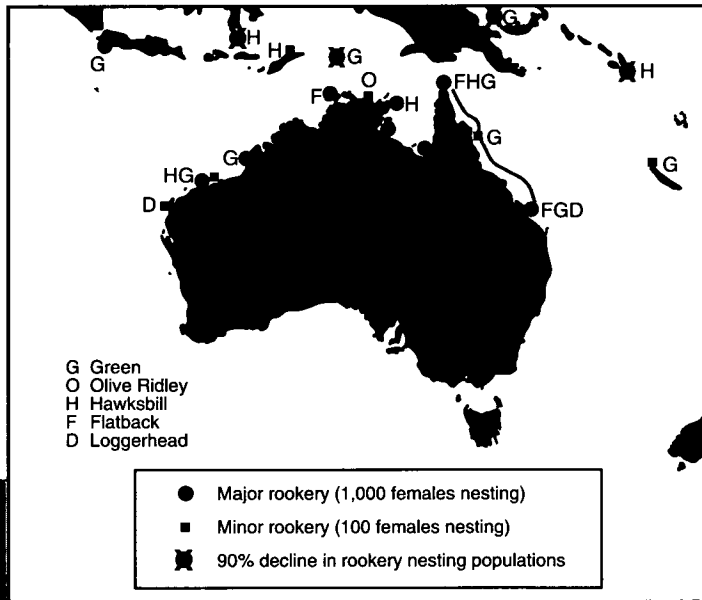 G
H
H
G
G
H
F
O
H
FHG
G
G
G
HG
D
FGD
G Green
O Olive Ridley
H Hawksbill
F Flatback
D Loggerhead
Major rookery (1,000 females nesting)
Minor rookery (100 females nesting)
90% decline in rookery nesting populations